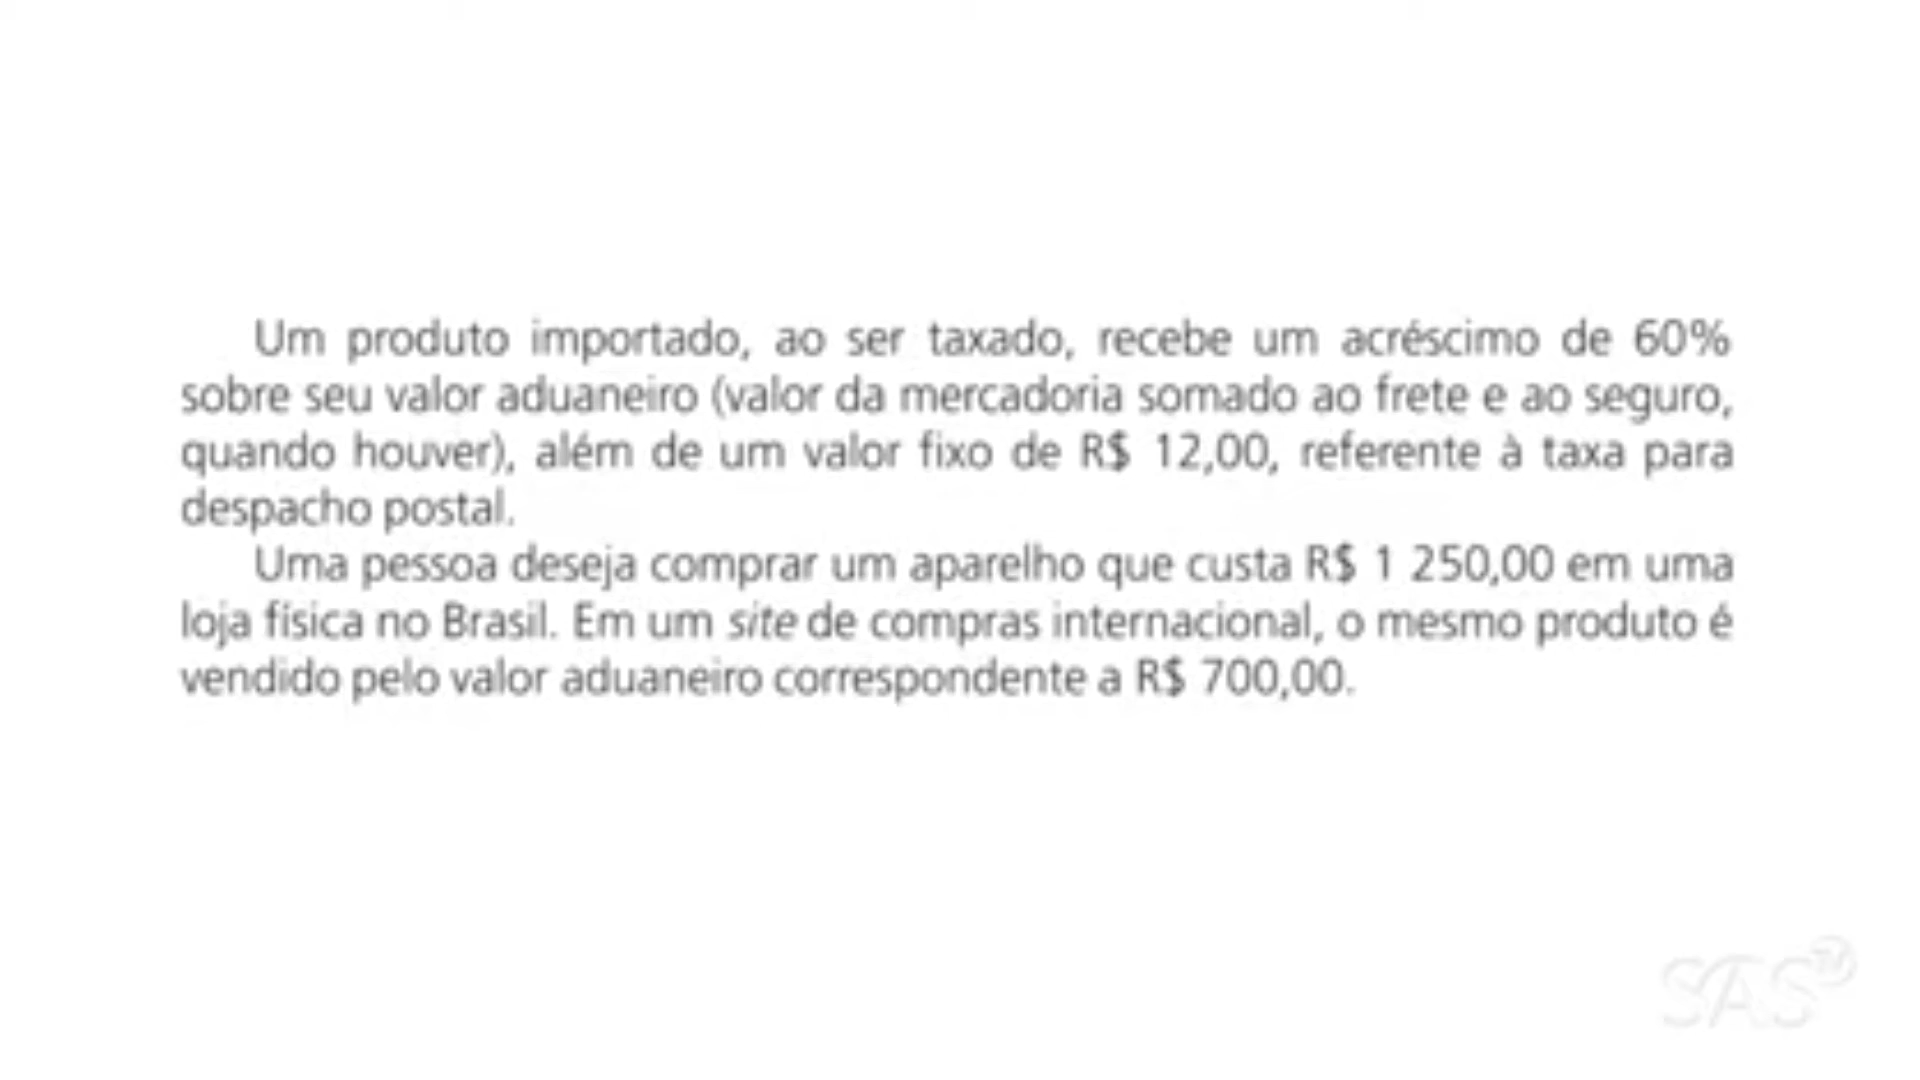 Um produto importado, ao ser taxado, recebe um acréscimo de 60%
sobre seu valor aduaneiro (valor da mercadoria somado ao frete e ao seguro,
quando houver), além de um valor fixo de R$ 12,00, referente à taxa para
despacho postal.
Uma pessoa deseja comprar um aparelho que custa R$ 1 250,00 em uma
loja física no Brasil. Em um site de compras internacional, o mesmo produto é
vendido pelo valor aduaneiro correspondente a R$ 700,00.
SAS TV